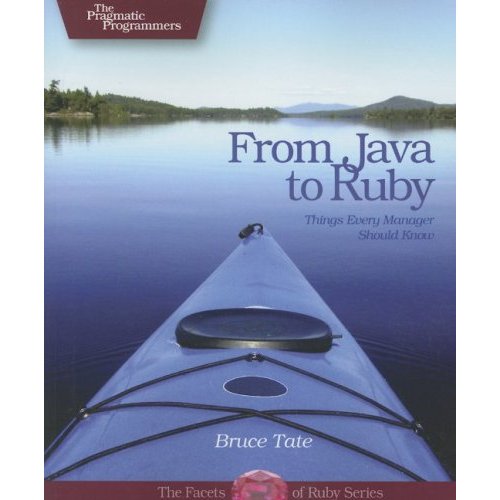 The
Pragmatic
Programmers
From Java
to Ruby
Things Every Manager
Should Know
Bruce Tate
The Facets of Ruby Series